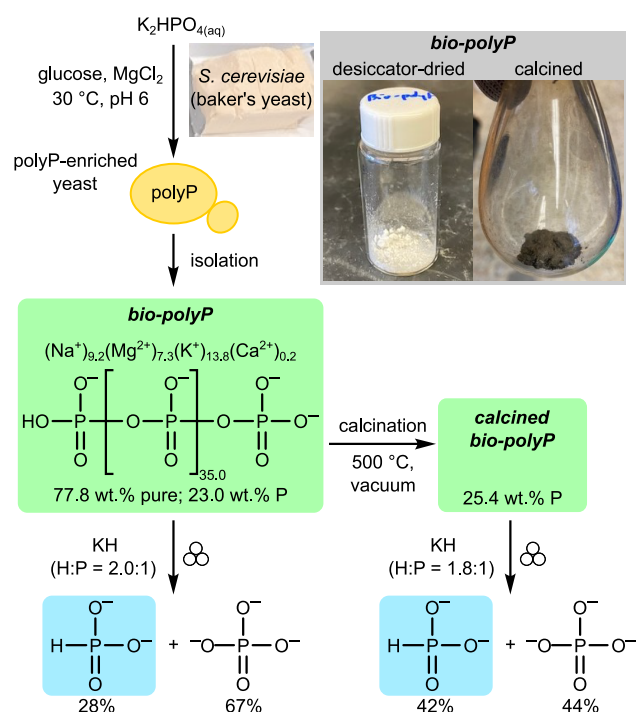 K₂HPO₄(aq)
glucose, MgCl₂
30 °C, pH 6
S. cerevisiae
(baker's yeast)
bio-polyP
desiccator-dried
calcined
Bio-polyP
polyP-enriched
yeast
polyP
isolation
bio-polyP
(Na⁺)₉.₂(Mg²⁺)₇.₃(K⁺)₁₃.₈(Ca²⁺)₀.₂
O⁻ O⁻ O⁻
HO P O P O P O⁻
O O O
35.0
77.8 wt.% pure; 23.0 wt.% P
calcination
500 °C,
vacuum
calcined
bio-polyP
25.4 wt.% P
KH
(H:P = 2.0:1)
O⁻ O⁻
H P O⁻ + ⁻O P O⁻
O O
28% 67%
KH
(H:P = 1.8:1)
O⁻ O⁻
H P O⁻ + ⁻O P O⁻
O O
42% 44%